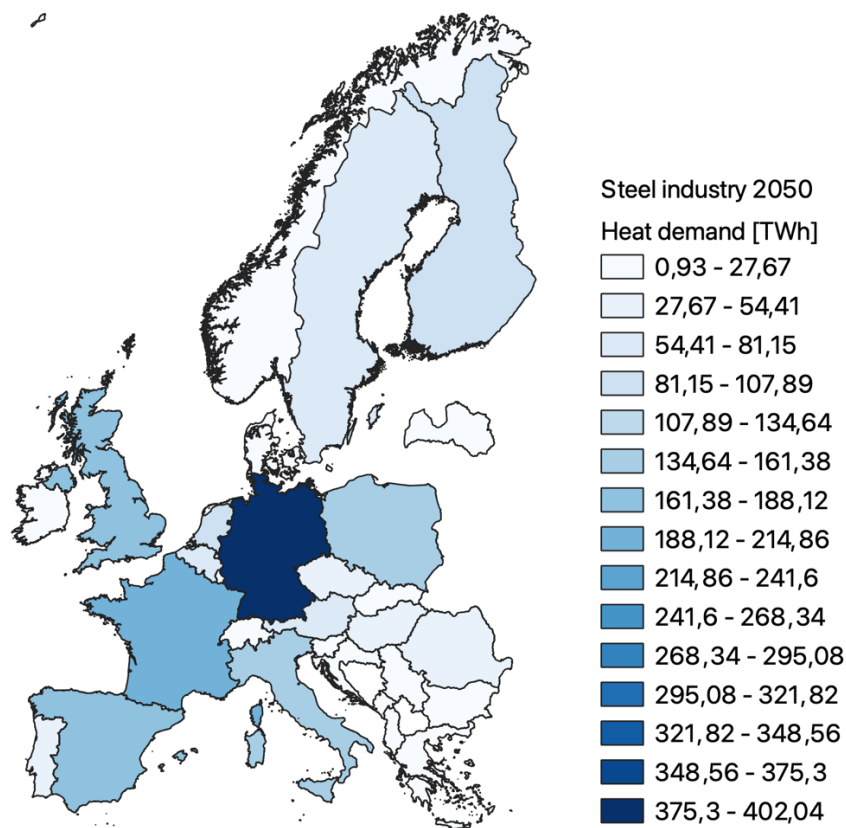 Steel industry 2050
Heat demand [TWh]
0,93 - 27,67
27,67 - 54,41
54,41 - 81,15
81,15 - 107,89
107,89 - 134,64
134,64 - 161,38
161,38 - 188,12
188,12 - 214,86
214,86 - 241,6
241,6 - 268,34
268,34 - 295,08
295,08 - 321,82
321,82 - 348,56
348,56 - 375,3
375,3 - 402,04